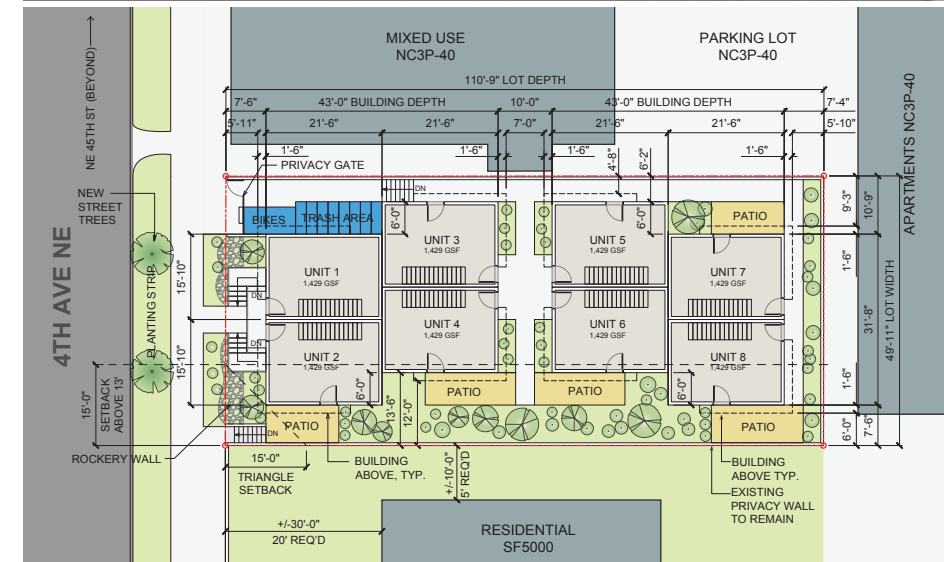 MIXED USE
NC3P-40
PARKING LOT
NC3P-40
APARTMENTS NC3P-40
NE 45TH ST (BEYOND)
110'-9" LOT DEPTH
7'-6"
43'-0" BUILDING DEPTH
10'-0"
43'-0" BUILDING DEPTH
7'-4"
5'-11"
21'-6"
21'-6"
7'-0"
21'-6"
21'-6"
5'-10"
1'-6"
1'-6"
1'-6"
4'-8"
6'-2"
1'-6"
PRIVACY GATE
NEW
STREET
TREES
DN
BIKES
TRASH AREA
6'-0"
6'-0"
PATIO
9'-3"
10'-9"
UNIT 1
1,429 GSF
UNIT 3
1,429 GSF
UNIT 5
1,429 GSF
UNIT 7
1,429 GSF
4TH AVE NE
PLANTING STRIP
15'-10"
15'-10"
DN
DN
1'-6"
31'-8"
49'-11" LOT WIDTH
UNIT 2
1,429 GSF
UNIT 4
1,429 GSF
UNIT 6
1,429 GSF
UNIT 8
1,429 GSF
15'-0"
SETBACK
ABOVE 13'
6'-0"
13'-6"
12'-0"
6'-0"
1'-6"
6'-0"
7'-6"
PATIO
PATIO
PATIO
PATIO
DN
ROCKERY WALL
15'-0"
TRIANGLE
SETBACK
BUILDING
ABOVE, TYP.
+/-10'-0"
5' REQ'D
BUILDING
ABOVE TYP.
EXISTING
PRIVACY WALL
TO REMAIN
+/-30'-0"
20' REQ'D
RESIDENTIAL
SF5000